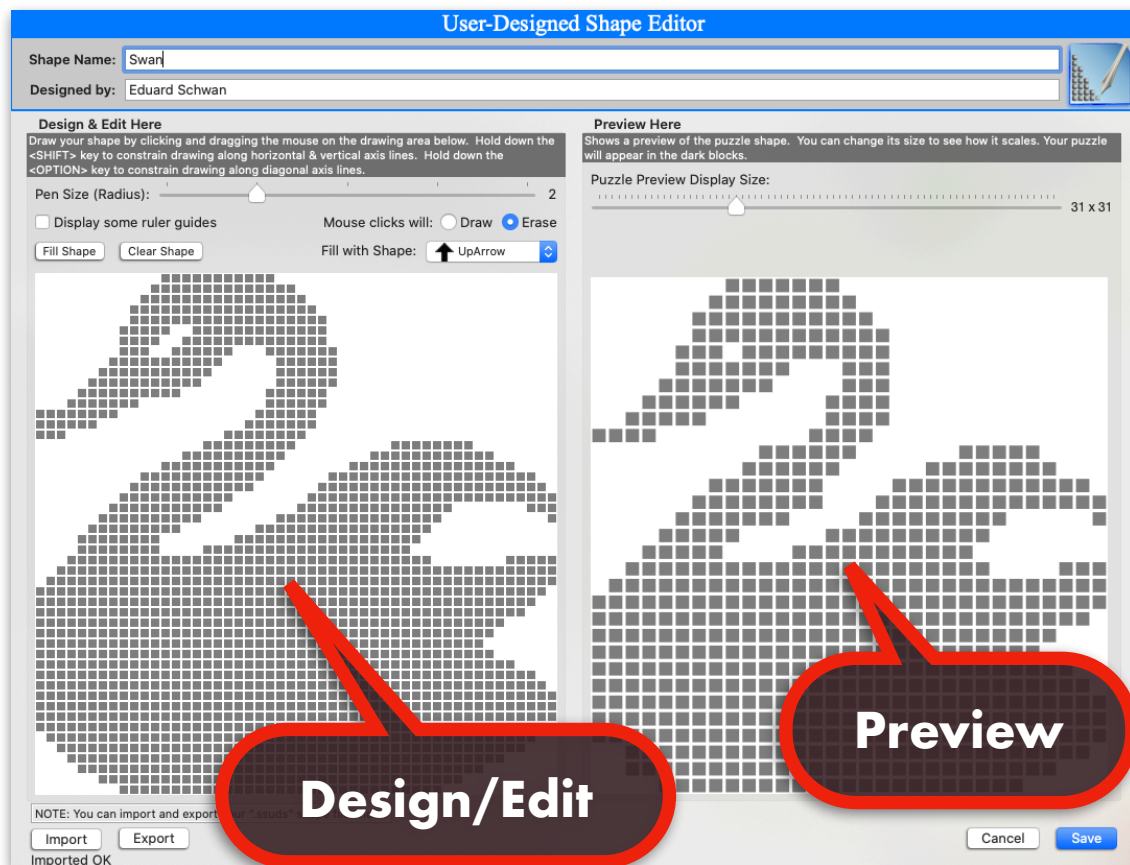 User-Designed Shape Editor
Shape Name: Swan
Designed by: Eduard Schwan
Design & Edit Here
Draw your shape by clicking and dragging the mouse on the drawing area below. Hold down the
<SHIFT> key to constrain drawing along horizontal & vertical axis lines. Hold down the
<OPTION> key to constrain drawing along diagonal axis lines.
Pen Size (Radius): 2
Display some ruler guides Mouse clicks will: Draw Erase
Fill Shape Clear Shape Fill with Shape: UpArrow
Preview Here
Shows a preview of the puzzle shape. You can change its size to see how it scales. Your puzzle
will appear in the dark blocks.
Puzzle Preview Display Size:
31 x 31
Design/Edit
Preview
NOTE: You can import and export
Import Export
Imported OK
Cancel Save